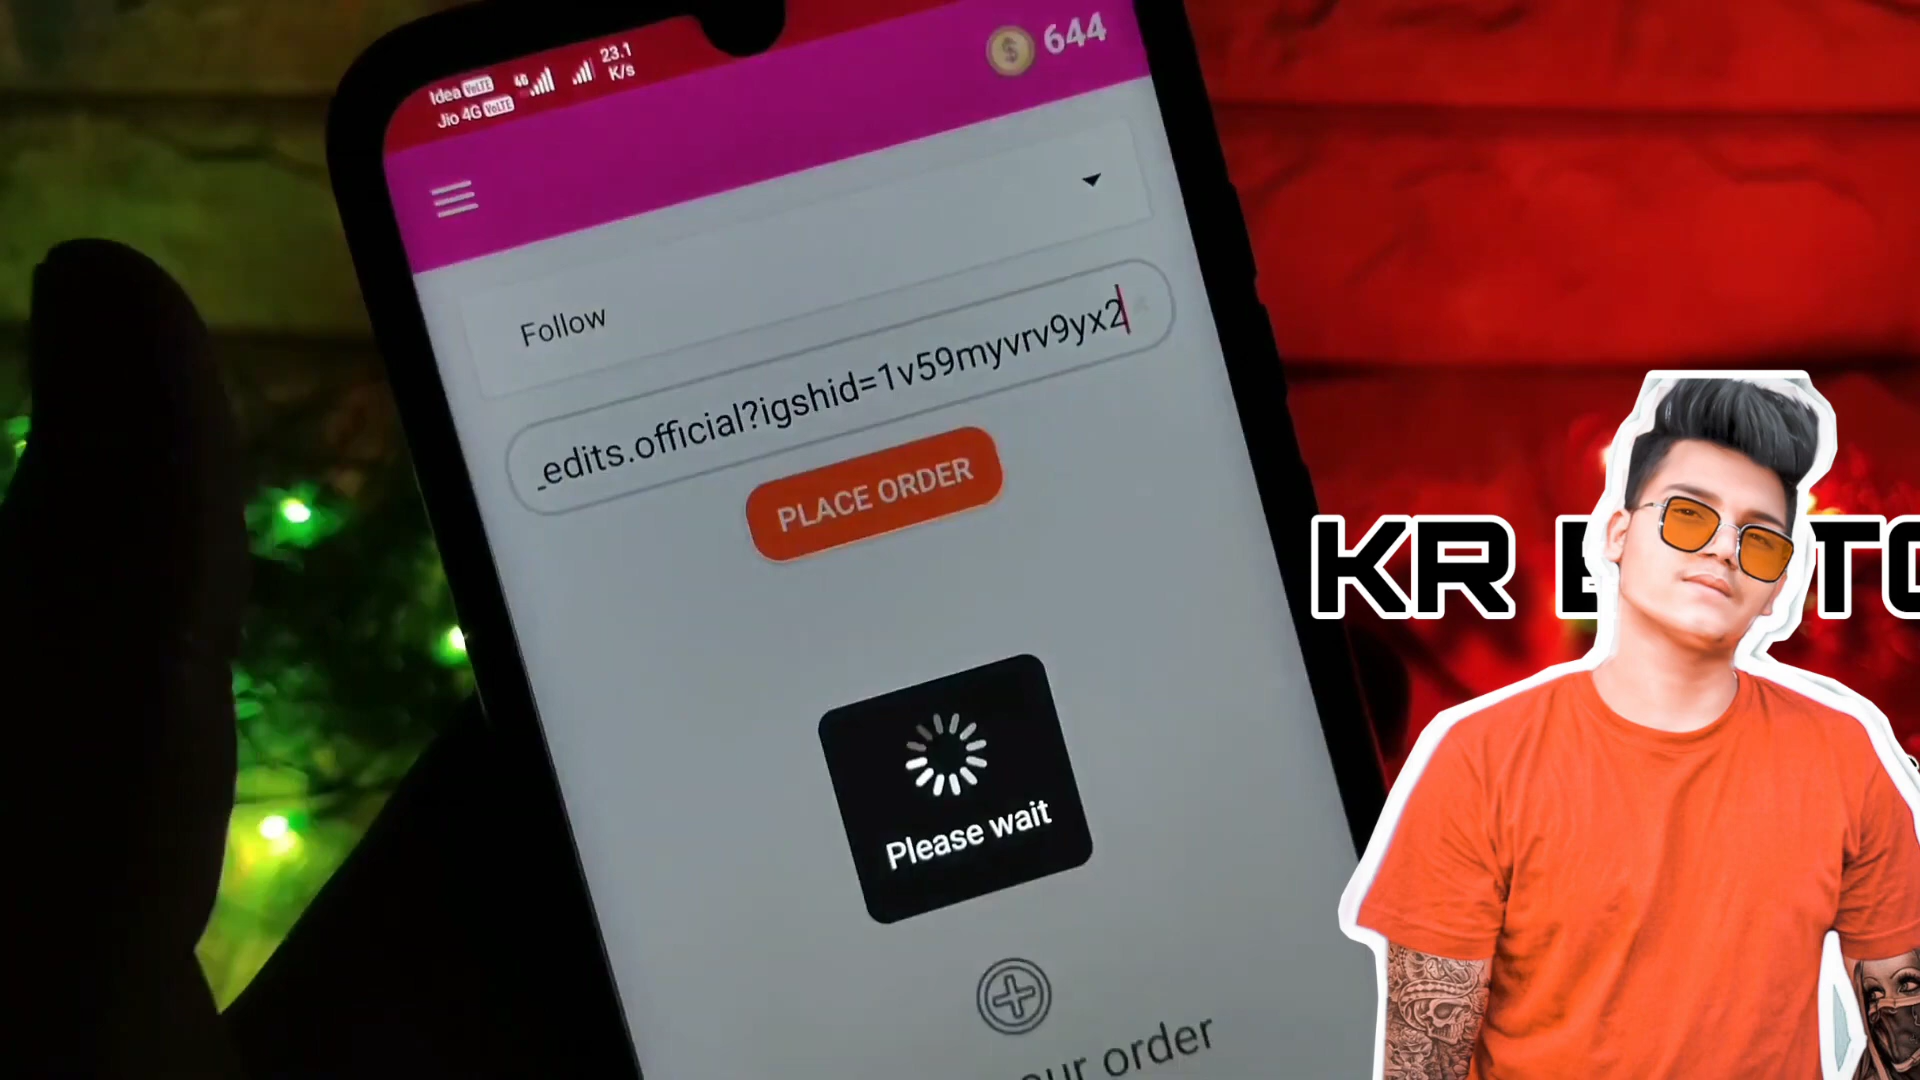 Idea VoLTE 4G 23.1
Jio 4G VoLTE K/s
644
Follow
_edits.official?igshid=1v59myvrv9yx2
PLACE ORDER
Please wait
order
KR